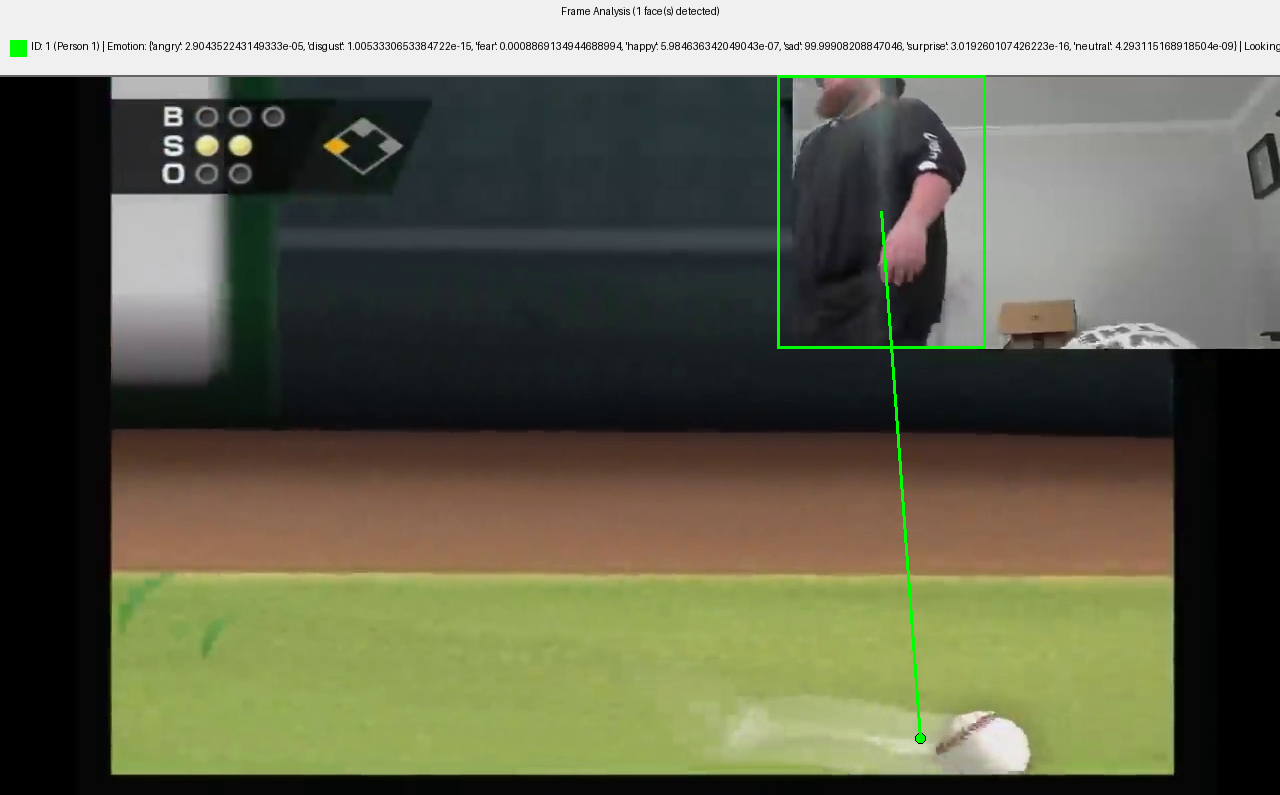 Frame Analysis (1 face(s) detected)
ID: 1 (Person 1) | Emotion: {'angry': 2.904352243149333e-05, 'disgust': 1.0053330653384722e-15, 'fear': 0.0008869134944688994, 'happy': 5.984636342049043e-07, 'sad': 99.99908208847046, 'surprise': 3.019260107426223e-16, 'neutral': 4.293115168918504e-09} | Looking
B
S
O